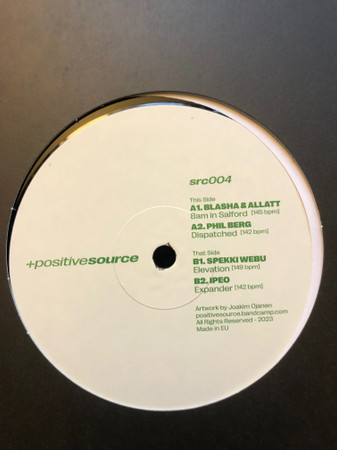 src004
This Side
A1. BLASHA & ALLATT
8am in Salford [145 bpm]
A2. PHIL BERG
Dispatched [142 bpm]
+positivesource
That Side
B1. SPEKKI WEBU
Elevation [149 bpm]
B2. IPEO
Expander [142 bpm]
Artwork by Joakim Ojanen
positivesource.bandcamp.com
All Rights Reserved - 2023
Made in EU